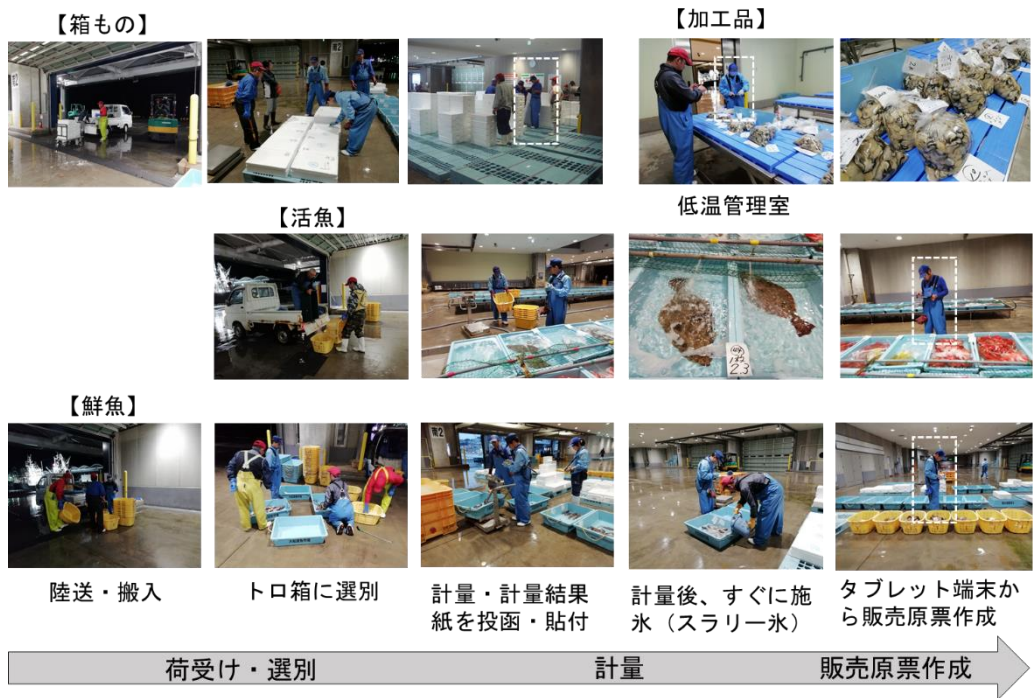 【箱もの】
【加工品】
低温管理室
【活魚】
【鮮魚】
陸送・搬入
トロ箱に選別
計量・計量結果
紙を投函・貼付
計量後、すぐに施
氷（スラリー氷）
タブレット端末か
ら販売原票作成
荷受け・選別
計量
販売原票作成